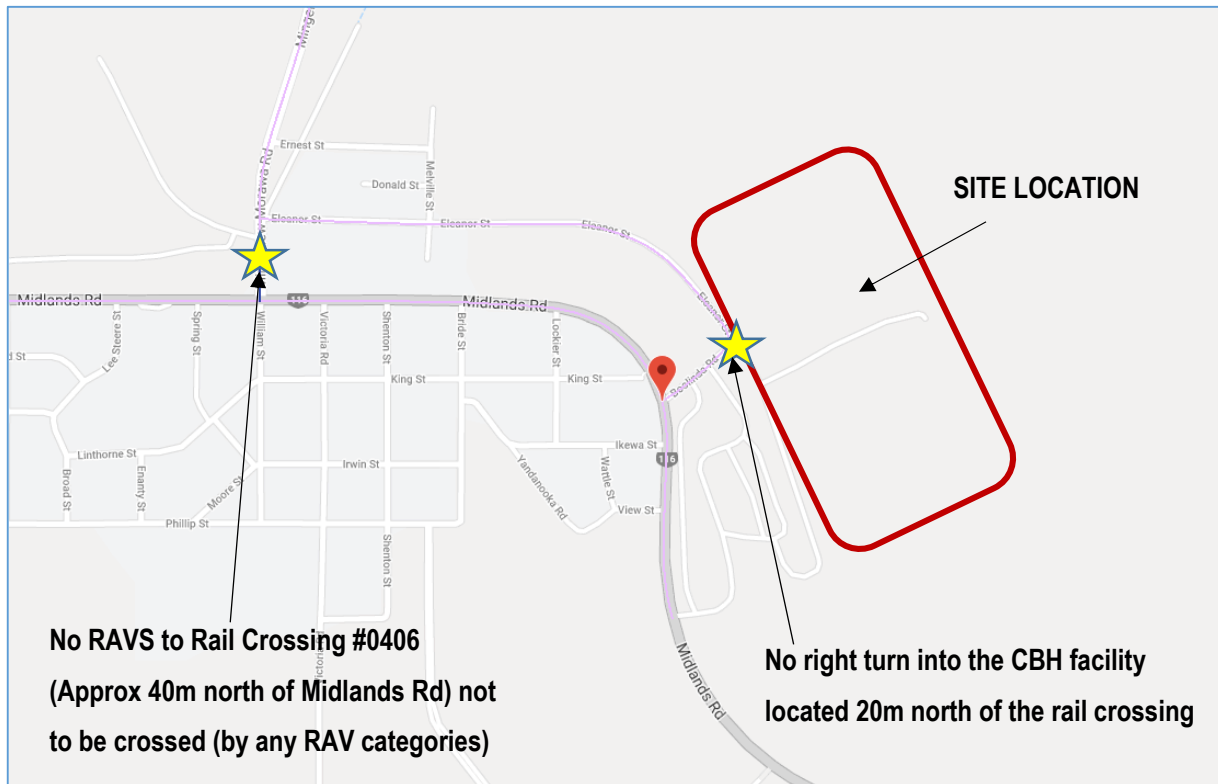 Minge
Morawa Rd
Ernest St
Donald St
Melville St
SITE LOCATION
Eleanor St
Eleanor St
Eleanor St
Eleanor St
Midlands Rd
116
Midlands Rd
Lee Steere St
Spring St
William St
Victoria Rd
Shenton St
Bride St
Lockier St
Boolinda Rd
King St
King St
Ikewa St
116
Linthorne St
Irwin St
Broad St
Enanty St
Moore St
Yandanooka Rd
Wattle St
View St
Phillip St
Shenton St
Midlands Rd
No RAVS to Rail Crossing #0406
(Approx 40m north of Midlands Rd) not
to be crossed (by any RAV categories)
No right turn into the CBH facility
located 20m north of the rail crossing